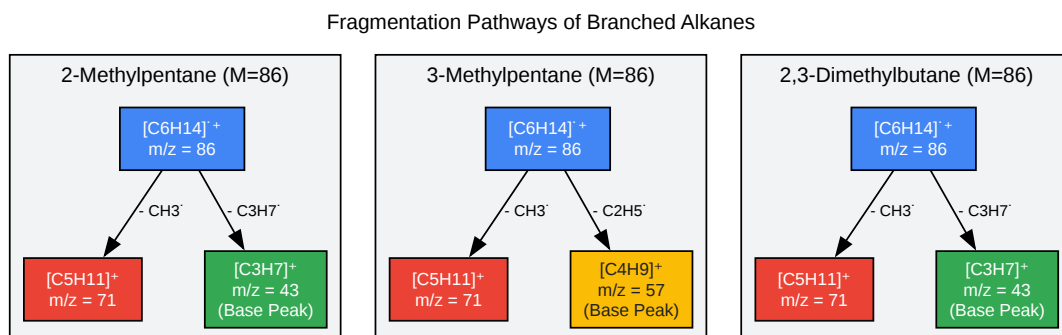 Fragmentation Pathways of Branched Alkanes
2-Methylpentane (M=86)
[C6H14]˙⁺
m/z = 86
- CH3˙
- C3H7˙
[C5H11]⁺
m/z = 71
[C3H7]⁺
m/z = 43
(Base Peak)
3-Methylpentane (M=86)
[C6H14]˙⁺
m/z = 86
- CH3˙
- C2H5˙
[C5H11]⁺
m/z = 71
[C4H9]⁺
m/z = 57
(Base Peak)
2,3-Dimethylbutane (M=86)
[C6H14]˙⁺
m/z = 86
- CH3˙
- C3H7˙
[C5H11]⁺
m/z = 71
[C3H7]⁺
m/z = 43
(Base Peak)